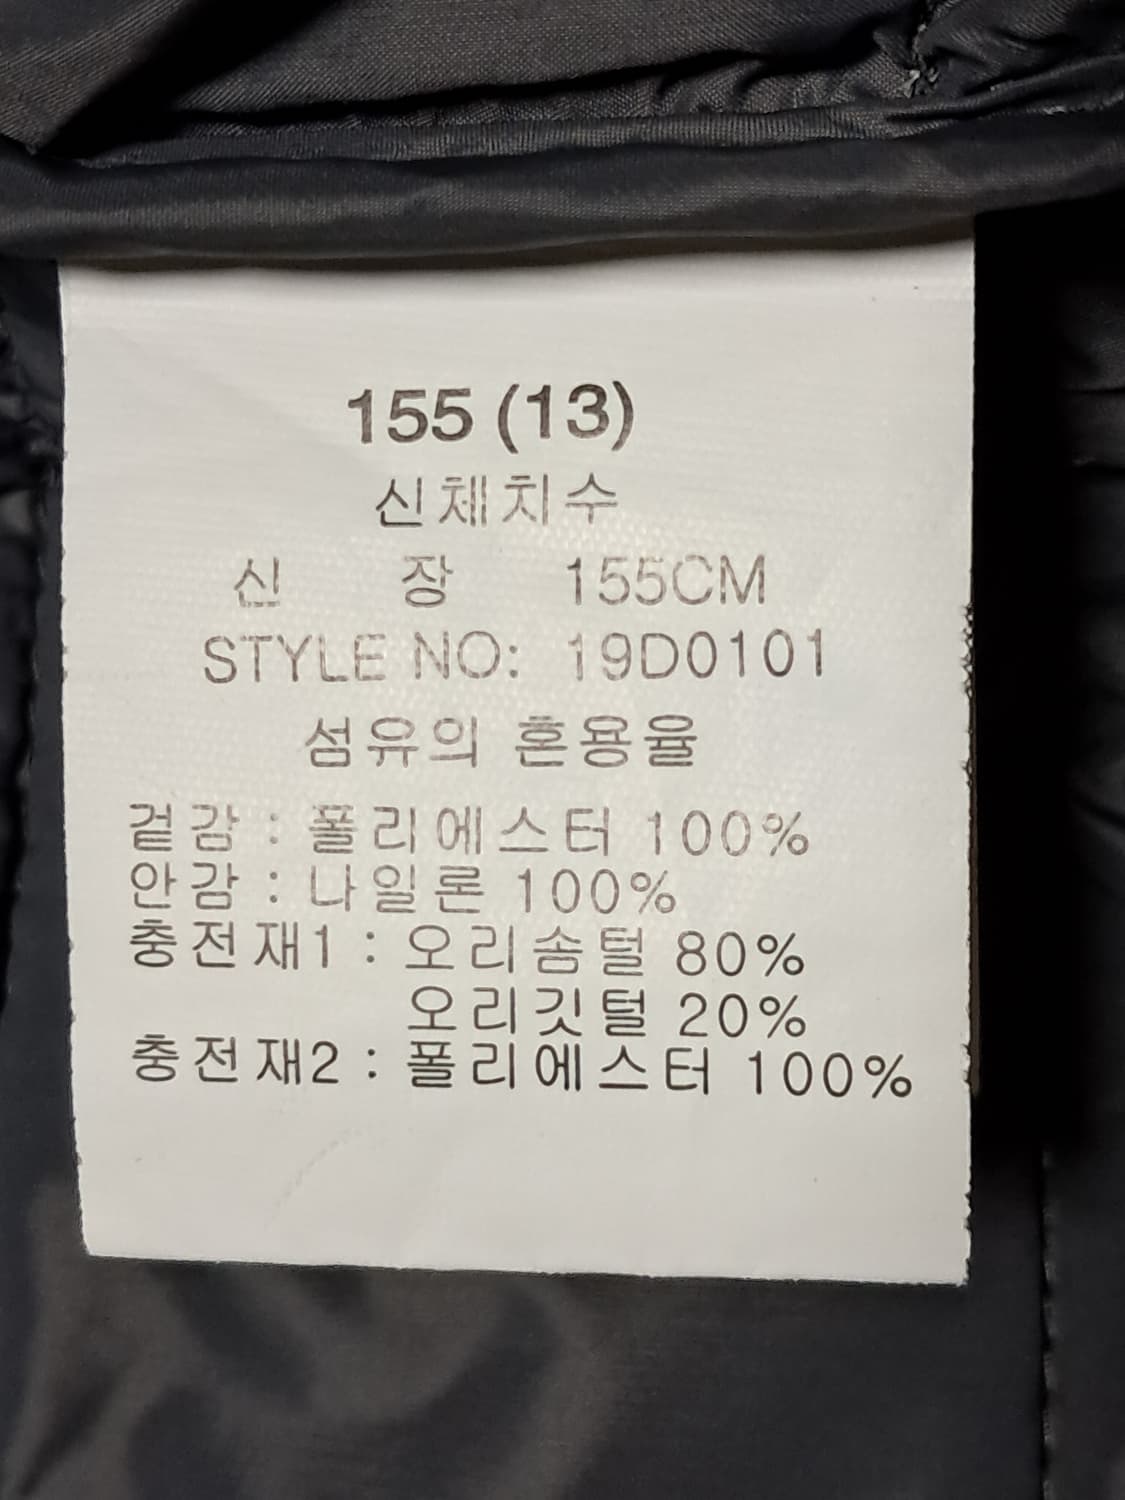 155 (13)
신체치수
신 장 155CM
STYLE NO: 19D0101
섬유의 혼용율
겉감 : 폴리에스터 100%
안감 : 나일론 100%
충전재1 : 오리솜털 80%
오리깃털 20%
충전재2 : 폴리에스터 100%